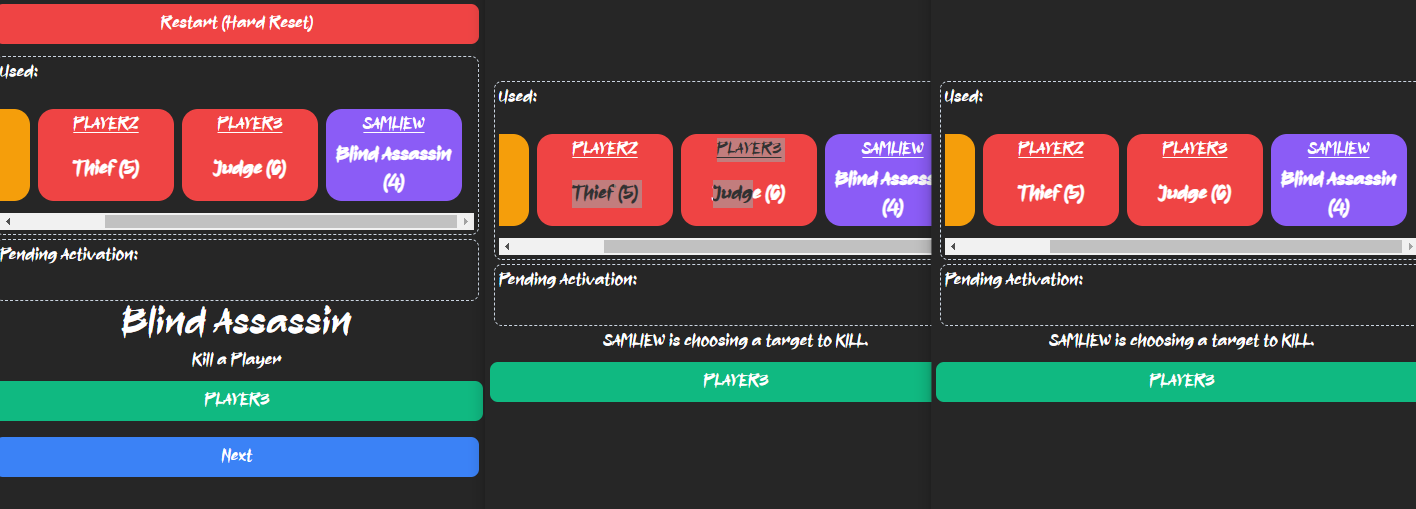 Restart (Hard Reset)
Used:
PLAYER2
Thief (5)
PLAYER3
Judge (6)
SAMLIEW
Blind Assassin
(4)
Pending Activation:
Blind Assassin
Kill a Player
PLAYER3
Next
Used:
PLAYER2
Thief (5)
PLAYER3
Judge (6)
SAMLIEW
Blind Assass
(4)
Pending Activation:
SAMLIEW is choosing a target to KILL.
PLAYER3
Used:
PLAYER2
Thief (5)
PLAYER3
Judge (6)
SAMLIEW
Blind Assassin
(4)
Pending Activation:
SAMLIEW is choosing a target to KILL.
PLAYER3